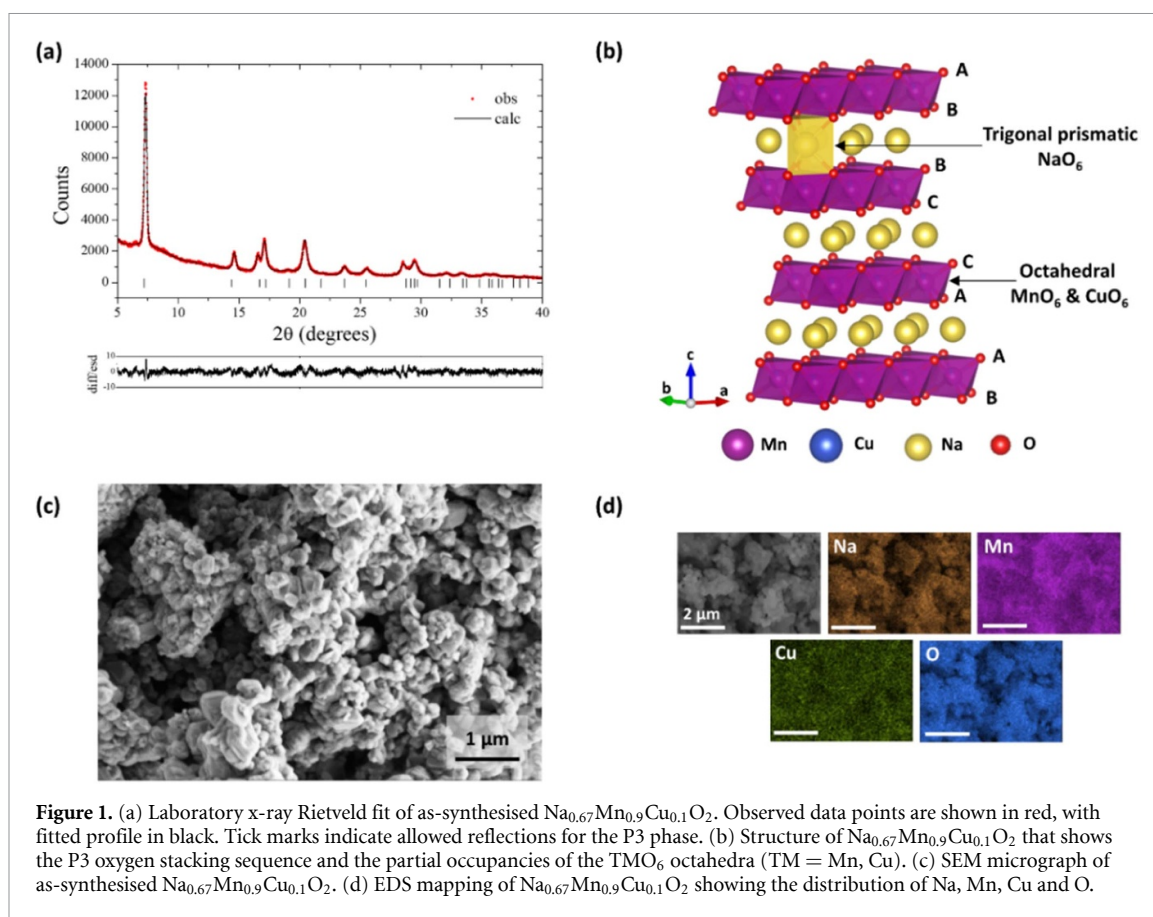 (a)
14000
12000
10000
8000
6000
4000
2000
0
Counts
obs
calc
5 10 15 20 25 30 35 40
2θ (degrees)
diff/esd
10
0
-10
(b)
A
B
Trigonal prismatic
NaO₆
B
C
C
Octahedral
MnO₆ & CuO₆
A
A
B
c
b
a
Mn Cu Na O
(c)
1 μm
(d)
Na
Mn
2 μm
Cu
O
Figure 1. (a) Laboratory x-ray Rietveld fit of as-synthesised Na₀.₆₇Mn₀.₉Cu₀.₁O₂. Observed data points are shown in red, with
fitted profile in black. Tick marks indicate allowed reflections for the P3 phase. (b) Structure of Na₀.₆₇Mn₀.₉Cu₀.₁O₂ that shows
the P3 oxygen stacking sequence and the partial occupancies of the TMO₆ octahedra (TM = Mn, Cu). (c) SEM micrograph of
as-synthesised Na₀.₆₇Mn₀.₉Cu₀.₁O₂. (d) EDS mapping of Na₀.₆₇Mn₀.₉Cu₀.₁O₂ showing the distribution of Na, Mn, Cu and O.